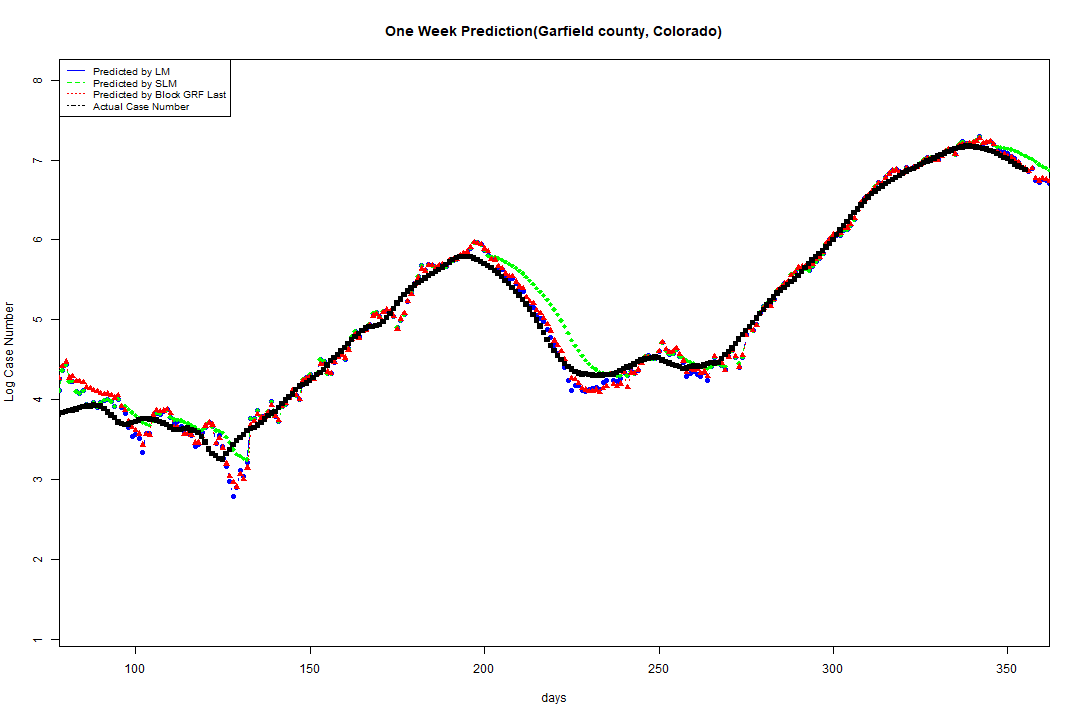 One Week Prediction(Garfield county, Colorado)
Predicted by LM
Predicted by SLM
Predicted by Block GRF Last
Actual Case Number
8
7
6
5
4
3
2
1
Log Case Number
100 150 200 250 300 350
days